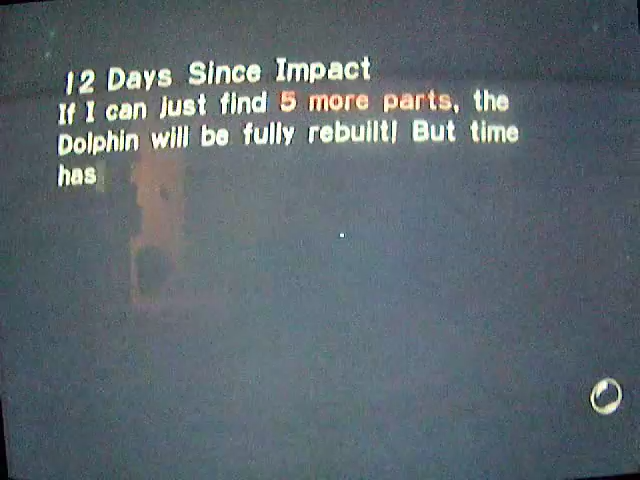 12 Days Since Impact
If I can just find 5 more parts, the
Dolphin will be fully rebuilt! But time
has